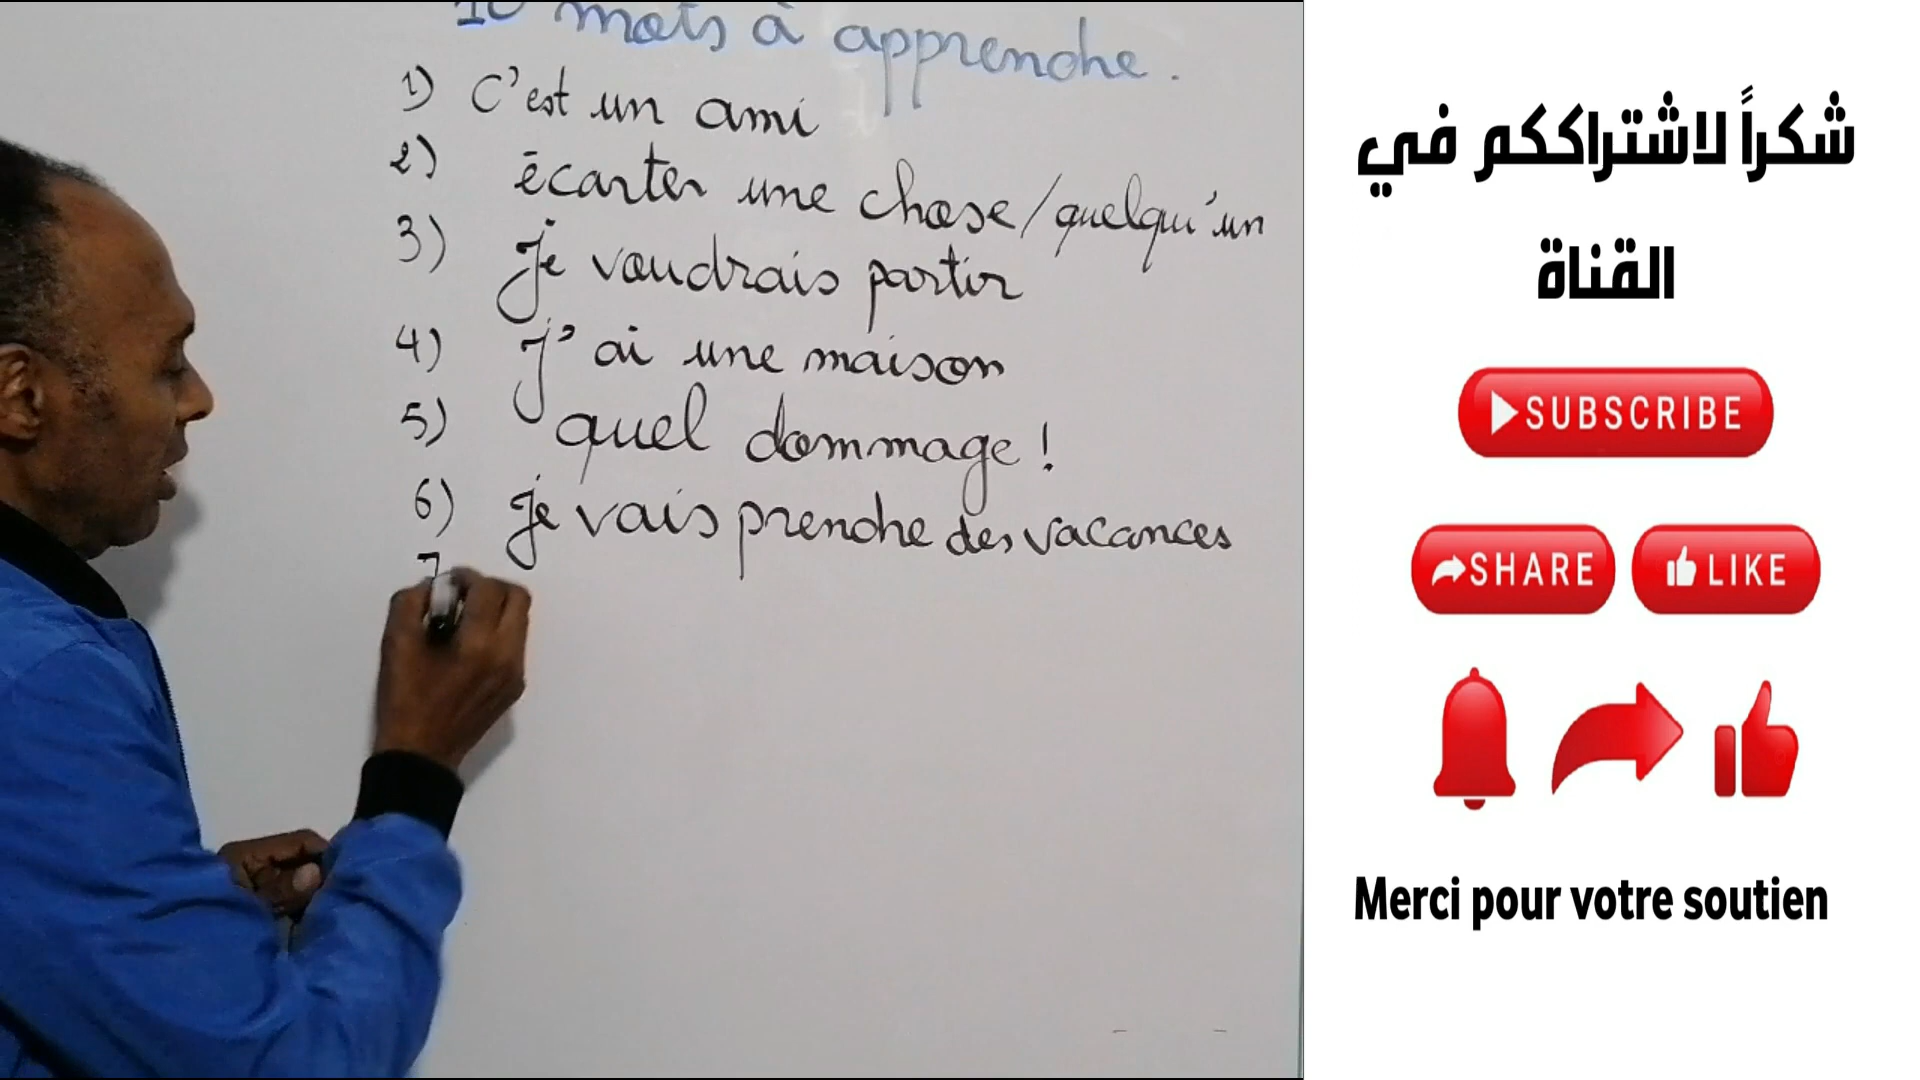 10 mots à apprendre.
1) C'est un ami
2) écarter une chose/quelqu'un
3) Je voudrais partir
4) J'ai une maison
5) quel dommage !
6) Je vais prendre des vacances
7
شكراً لاشتراككم في
القناة
SUBSCRIBE
SHARE
LIKE
Merci pour votre soutien